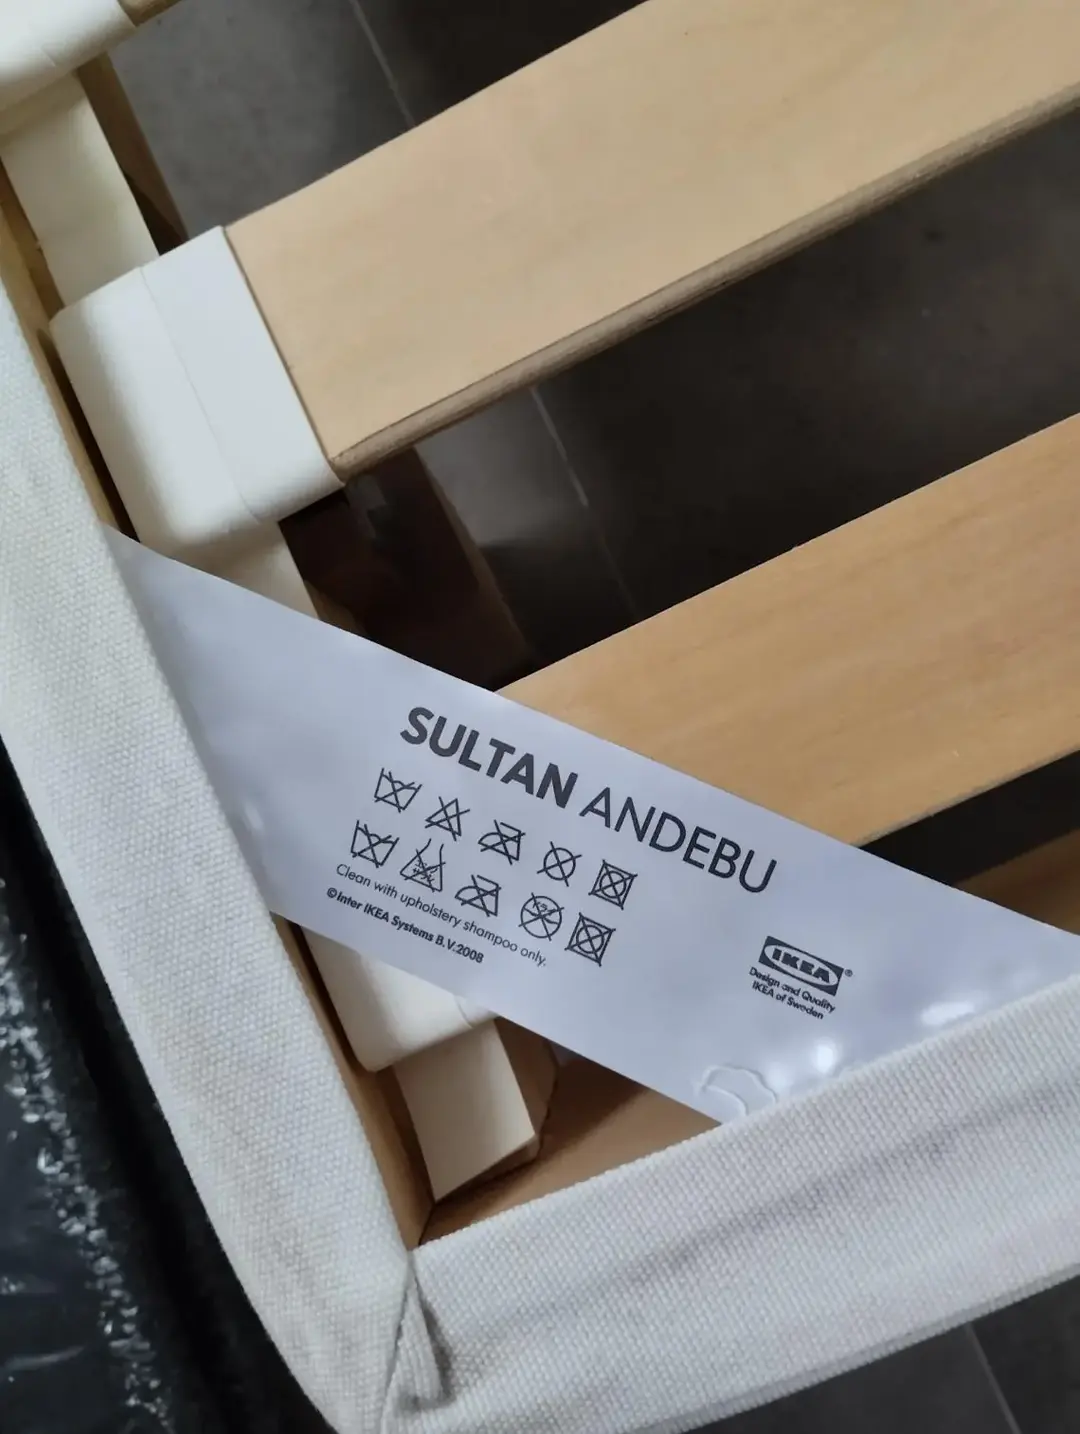 SULTAN ANDEBU
Clean with upholstery shampoo only.
©Inter IKEA Systems B.V.2008
IKEA®
Design and Quality
IKEA of Sweden